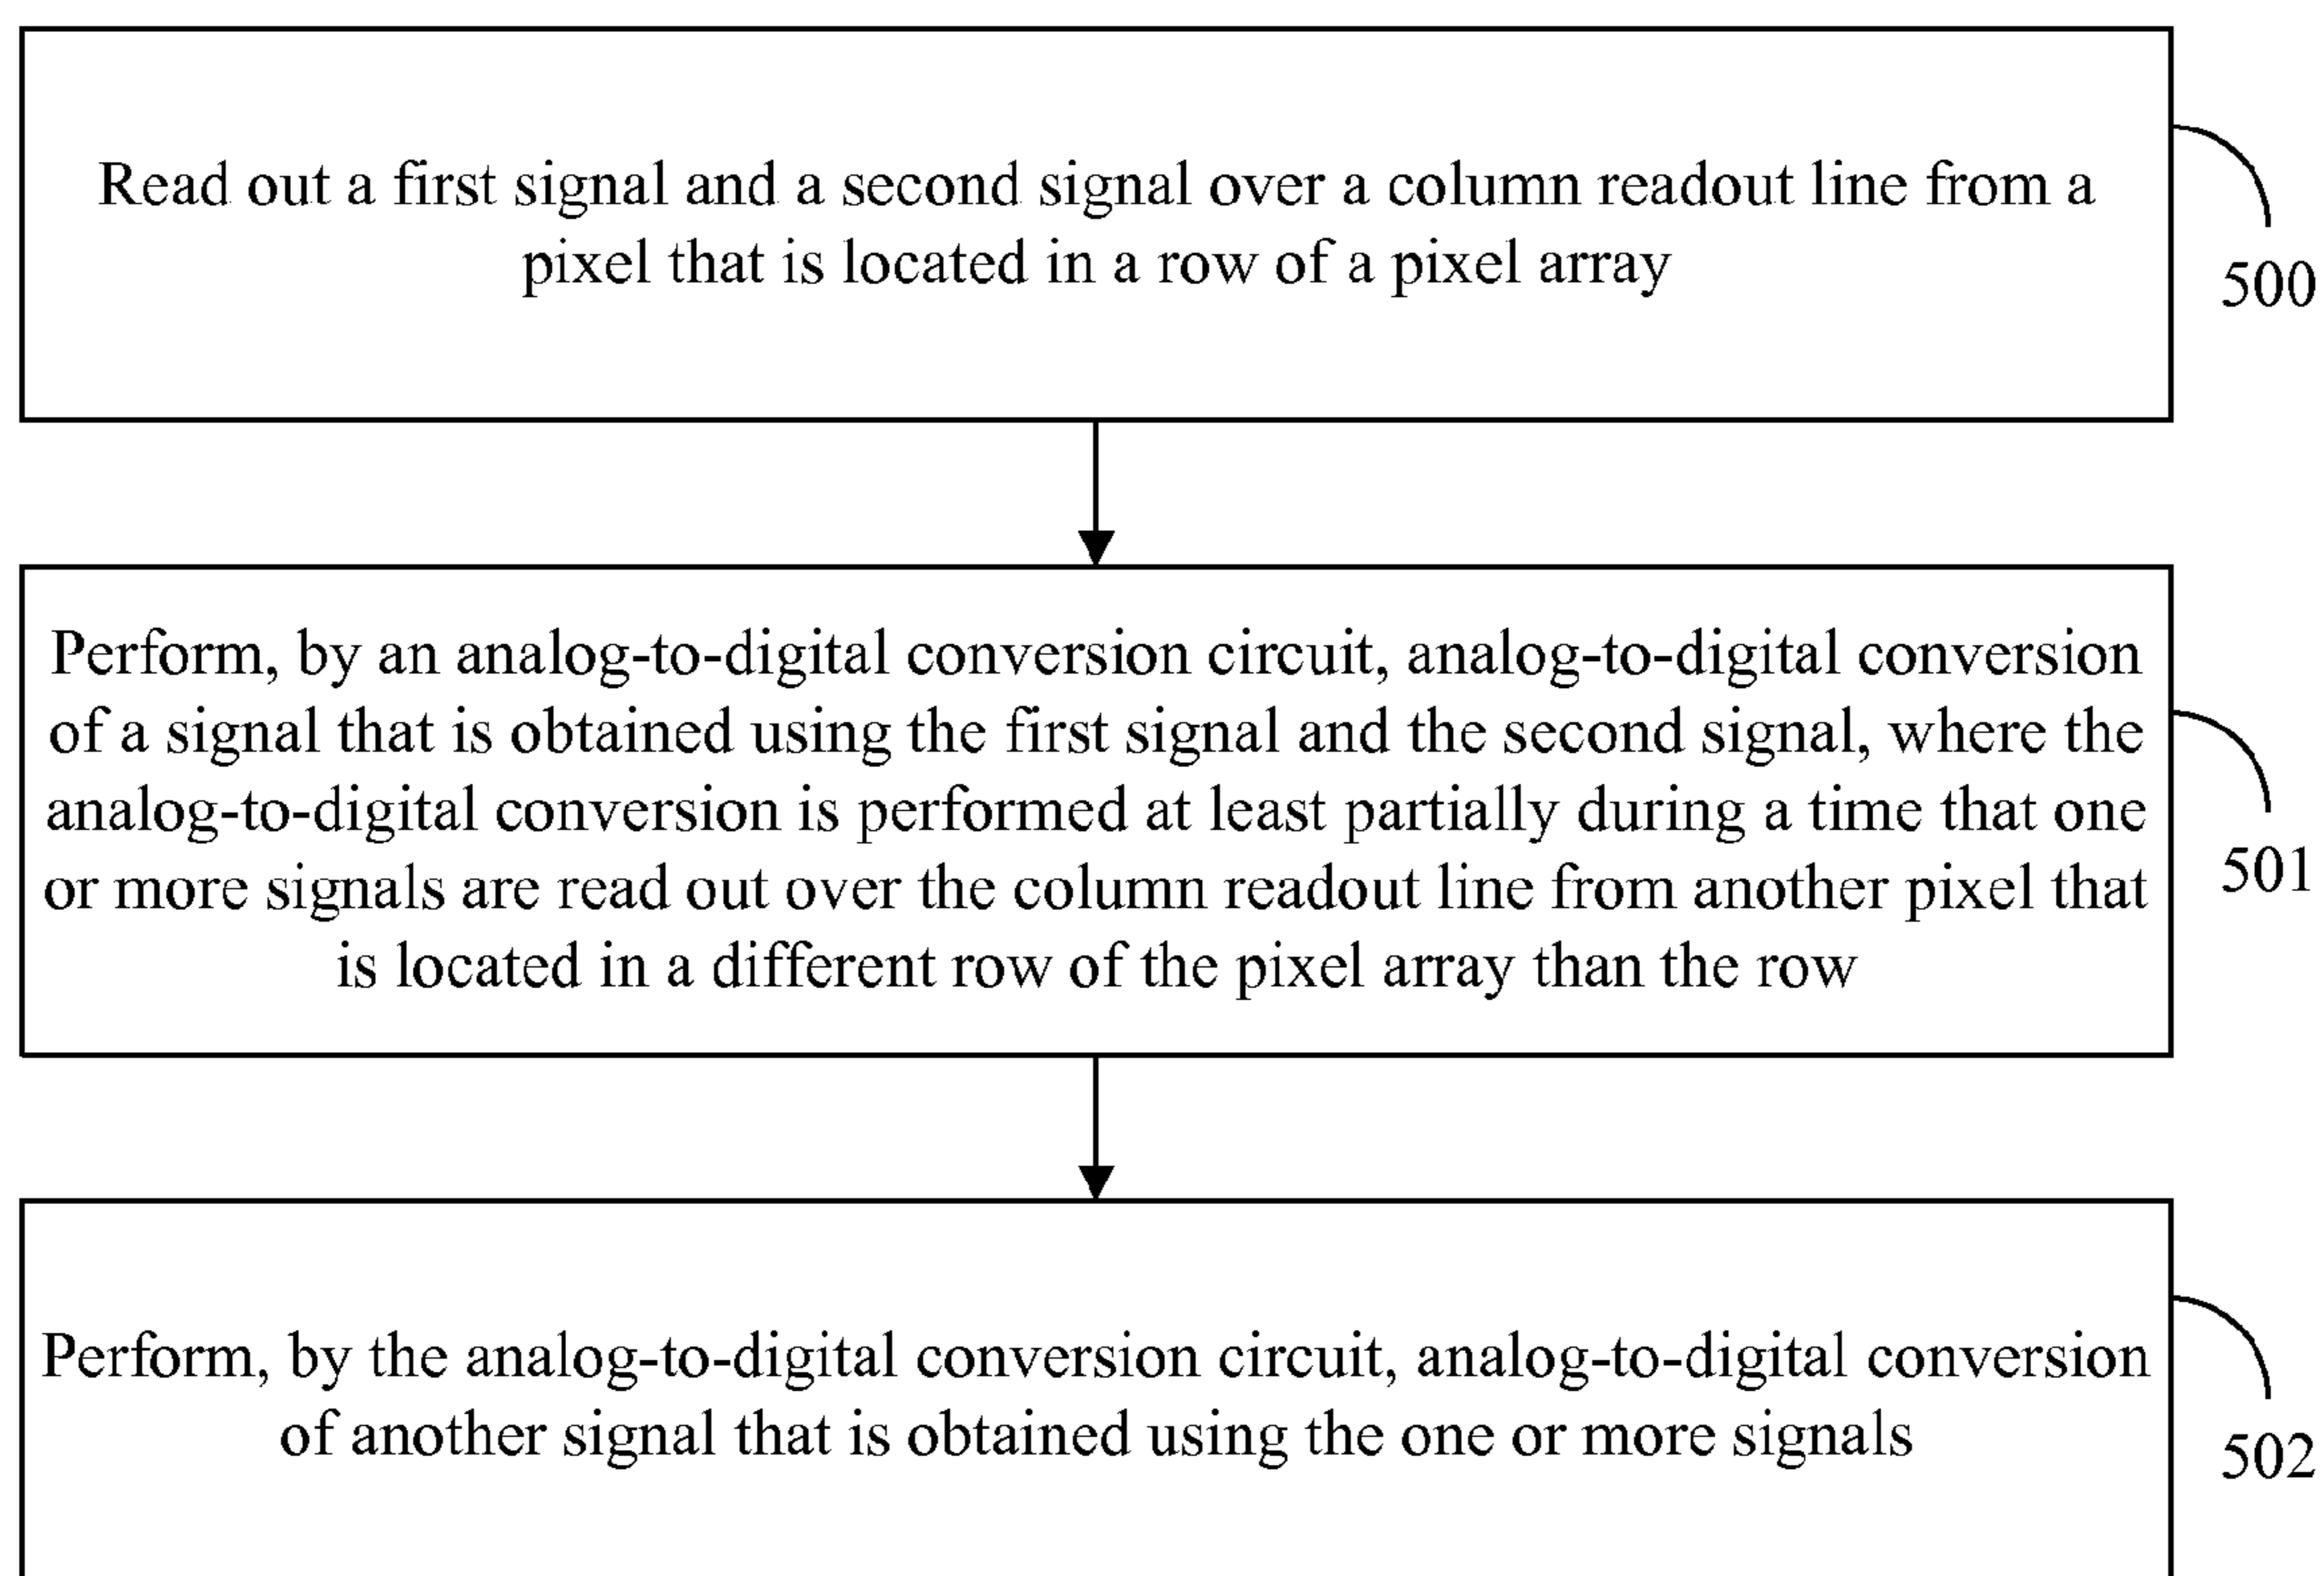 Read out a first signal and a second signal over a column readout line from a
pixel that is located in a row of a pixel array
500
Perform, by an analog-to-digital conversion circuit, analog-to-digital conversion
of a signal that is obtained using the first signal and the second signal, where the
analog-to-digital conversion is performed at least partially during a time that one
or more signals are read out over the column readout line from another pixel that
is located in a different row of the pixel array than the row
501
Perform, by the analog-to-digital conversion circuit, analog-to-digital conversion
of another signal that is obtained using the one or more signals
502